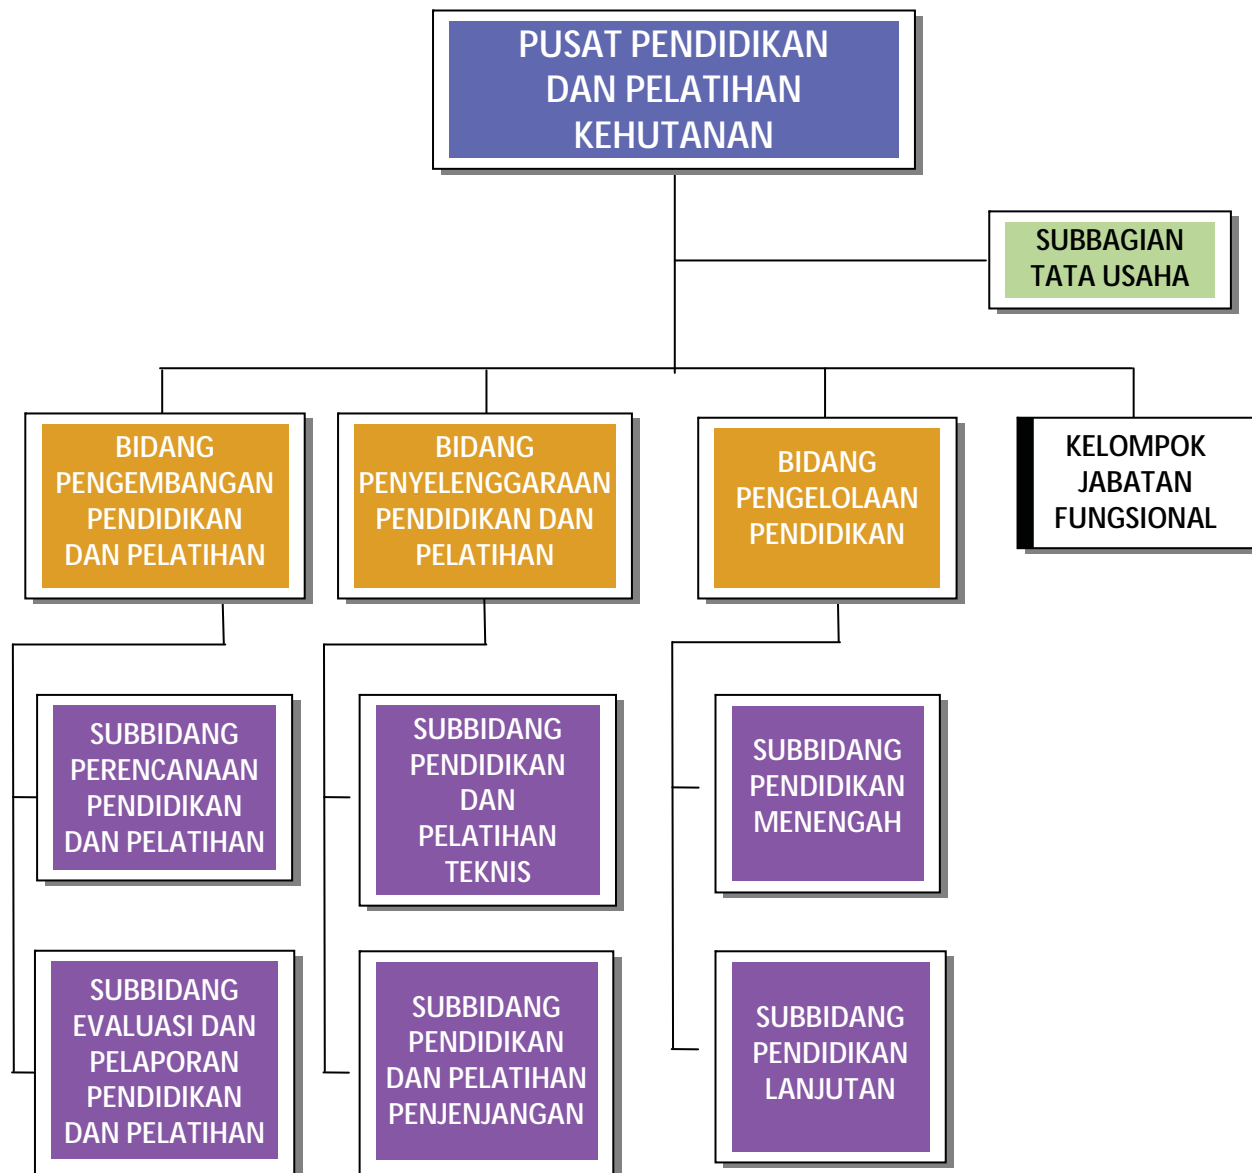 PUSAT PENDIDIKAN
DAN PELATIHAN
KEHUTANAN
SUBBAGIAN
TATA USAHA
BIDANG
PENGEMBANGAN
PENDIDIKAN
DAN PELATIHAN
BIDANG
PENYELENGGARAAN
PENDIDIKAN DAN
PELATIHAN
BIDANG
PENGELOLAAN
PENDIDIKAN
KELOMPOK
JABATAN
FUNGSIONAL
SUBBIDANG
PERENCANAAN
PENDIDIKAN
DAN PELATIHAN
SUBBIDANG
PENDIDIKAN
DAN
PELATIHAN
TEKNIS
SUBBIDANG
PENDIDIKAN
MENENGAH
SUBBIDANG
EVALUASI DAN
PELAPORAN
PENDIDIKAN
DAN PELATIHAN
SUBBIDANG
PENDIDIKAN
DAN PELATIHAN
PENJENJANGAN
SUBBIDANG
PENDIDIKAN
LANJUTAN